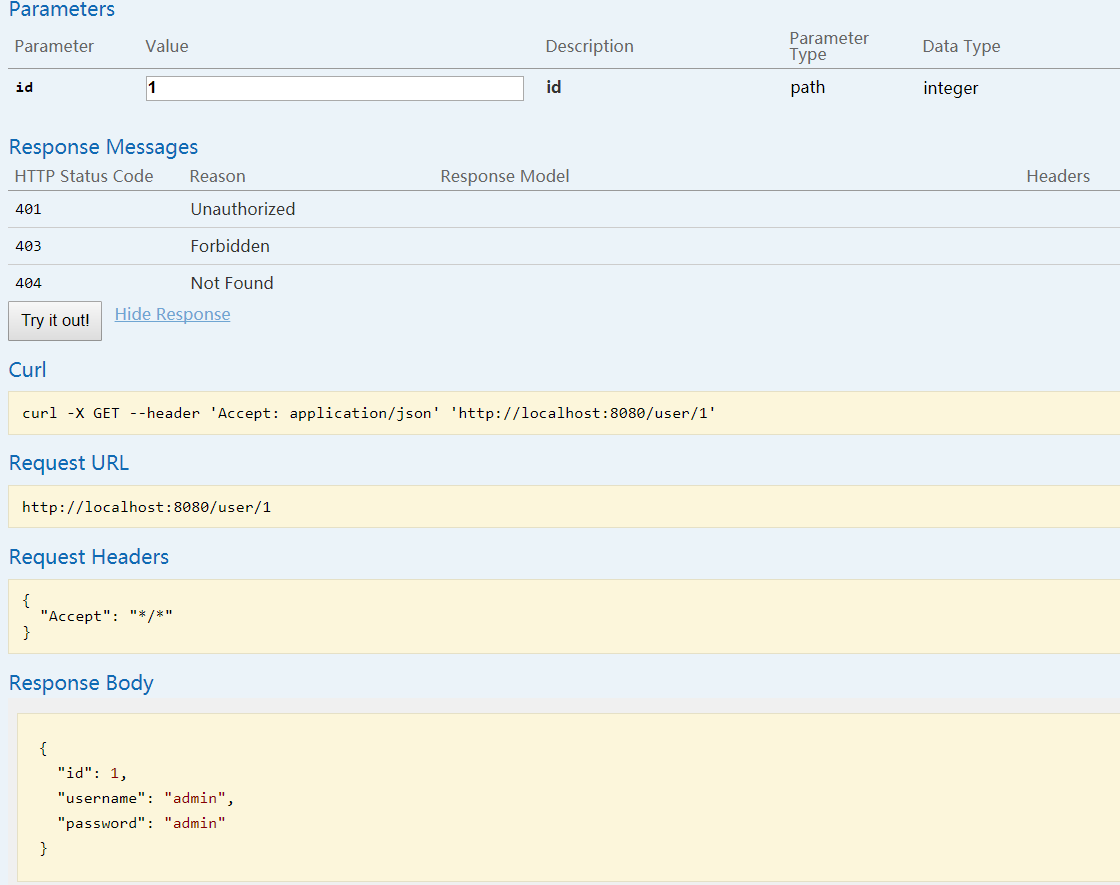 Parameters
Parameter Value Description Parameter Type Data Type
id 1 id path integer
Response Messages
HTTP Status Code Reason Response Model Headers
401 Unauthorized
403 Forbidden
404 Not Found
Try it out! Hide Response
Curl
curl -X GET --header 'Accept: application/json' 'http://localhost:8080/user/1'
Request URL
http://localhost:8080/user/1
Request Headers
{
  "Accept": "*/*"
}
Response Body
{
  "id": 1,
  "username": "admin",
  "password": "admin"
}